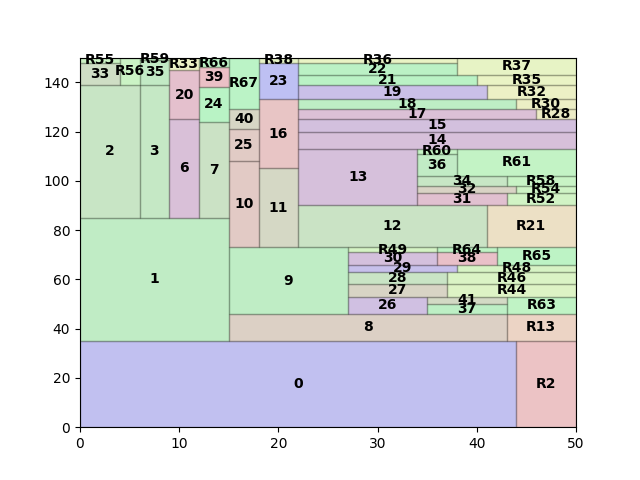 R55 R59 R33 R66 R38 R36
33 R56 35 39 R67 23 22 R37
140 20 24 21 R35
19 R32
18 R30
120 2 3 6 7 40 16 17 R28
25 15
14
100 10 11 13 R60 R61
36
34 R58
32 R54
31 R52
80 12 R21
60 1 9 R49 R64 R65
30 38
29 R48
28 R46
27 R44
40 26 41 R63
37
8 R13
20 0 R2
0
0 10 20 30 40 50